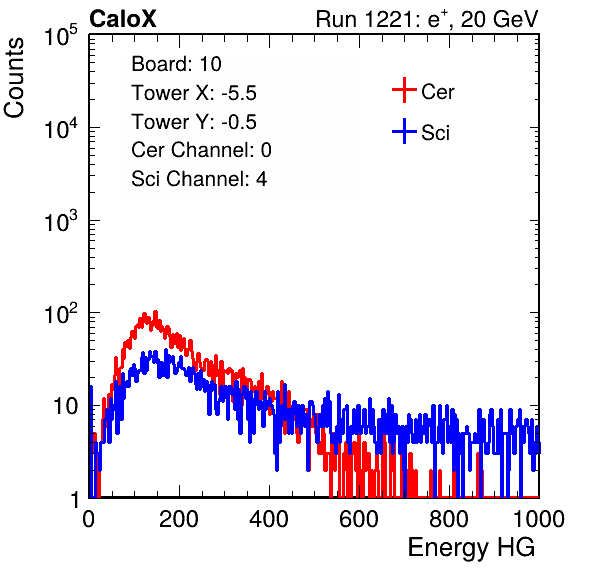 CaloX Run 1221: e⁺, 20 GeV
Counts
Board: 10
Tower X: -5.5
Tower Y: -0.5
Cer Channel: 0
Sci Channel: 4
Cer
Sci
10⁵
10⁴
10³
10²
10
1
0 200 400 600 800 1000
Energy HG